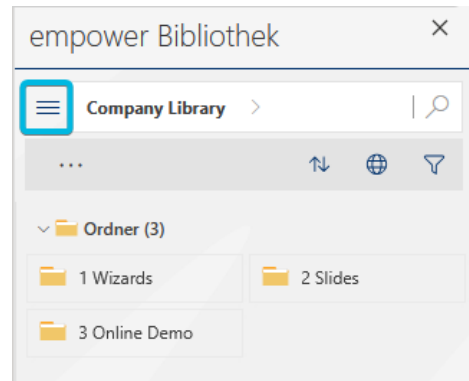 empower Bibliothek
Company Library
...
Ordner (3)
1 Wizards
2 Slides
3 Online Demo